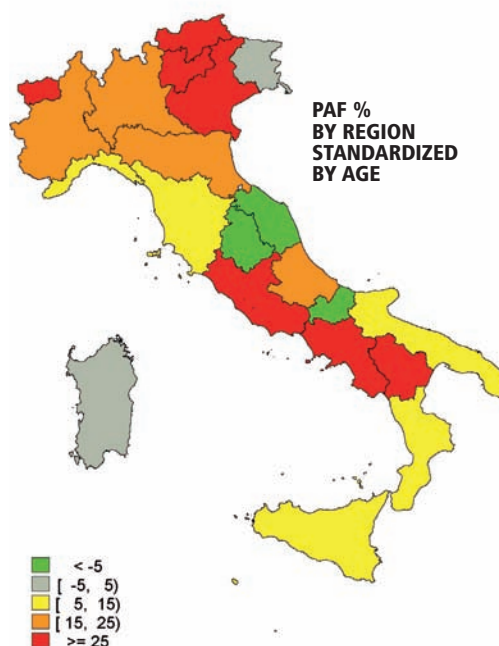 PAF %
BY REGION
STANDARDIZED
BY AGE
< -5
[ -5, 5)
[ 5, 15)
[ 15, 25)
>= 25